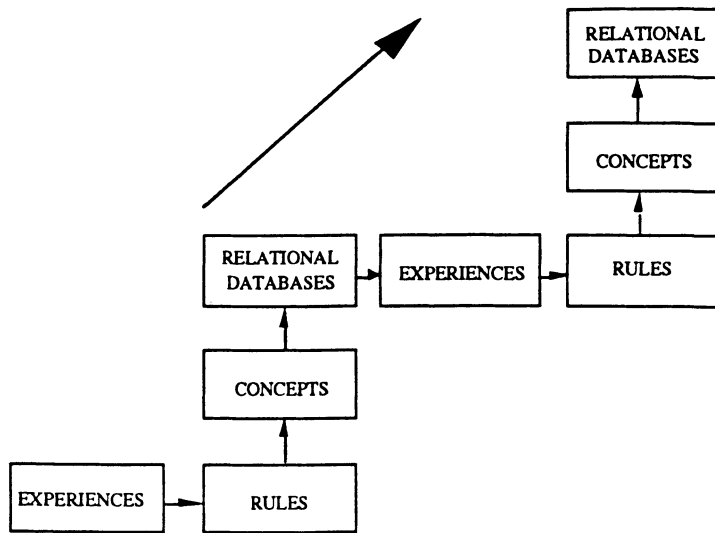 RELATIONAL
DATABASES
CONCEPTS
RELATIONAL
DATABASES
EXPERIENCES
RULES
CONCEPTS
EXPERIENCES
RULES